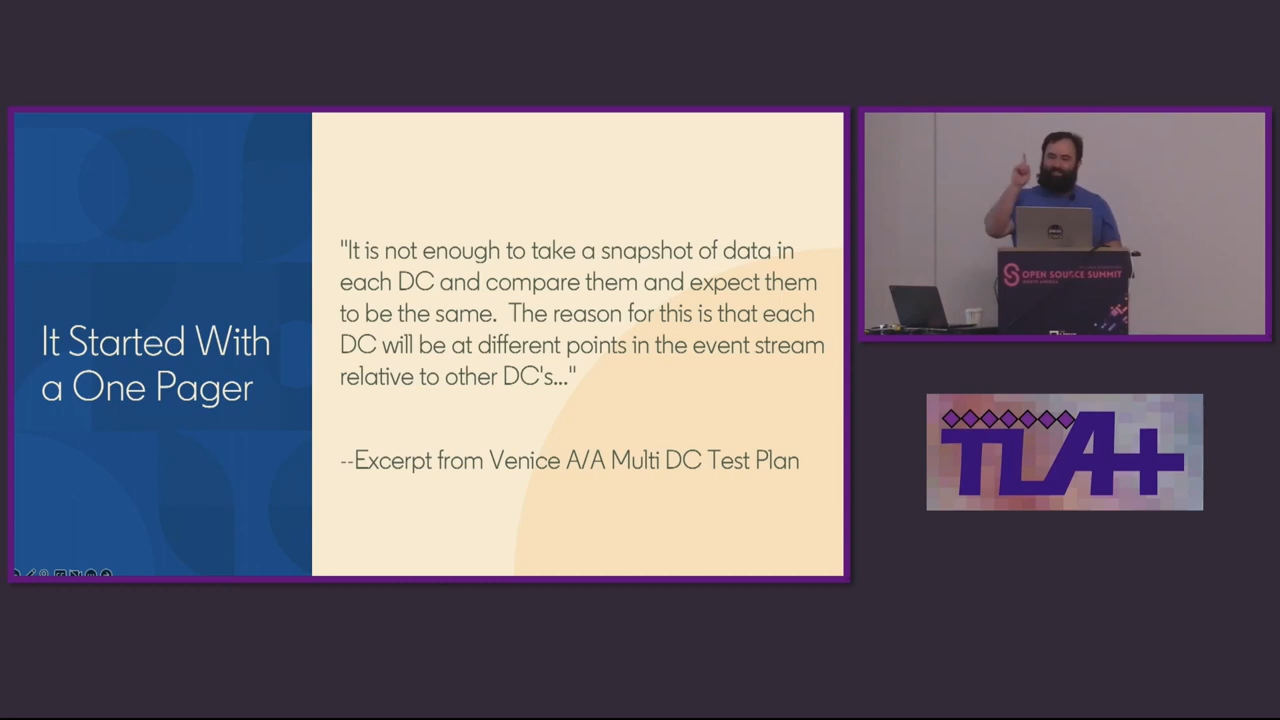 It Started With
a One Pager
"It is not enough to take a snapshot of data in
each DC and compare them and expect them
to be the same.  The reason for this is that each
DC will be at different points in the event stream
relative to other DC's..."
--Excerpt from Venice A/A Multi DC Test Plan
OPEN SOURCE SUMMIT
TLA+